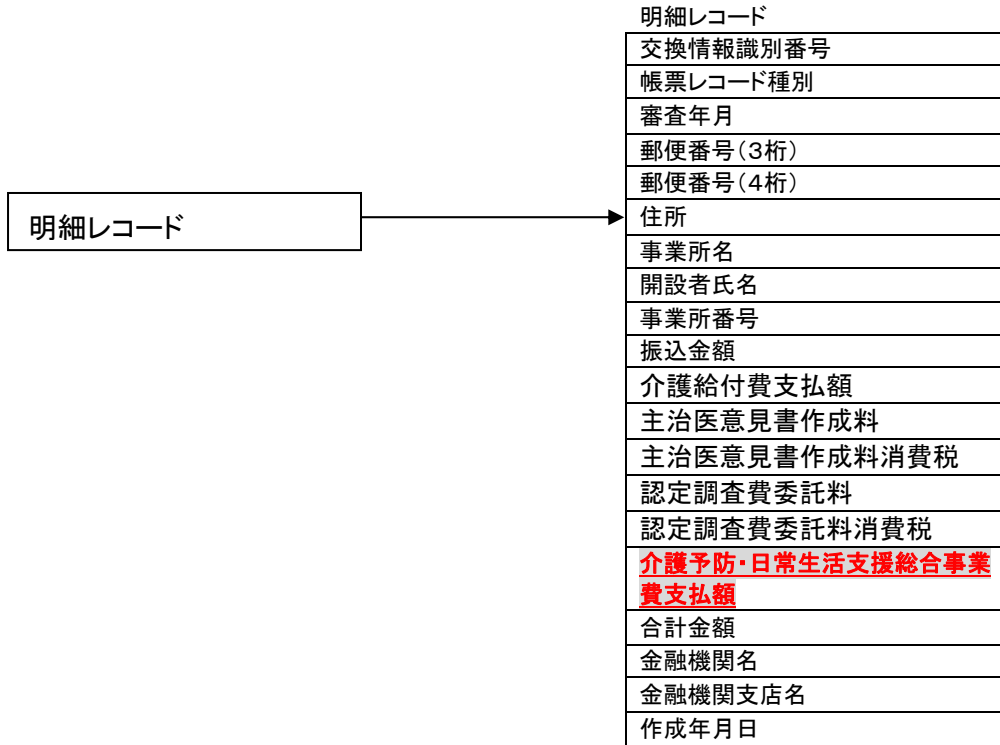 明細レコード
明細レコード
交換情報識別番号
帳票レコード種別
審査年月
郵便番号(3桁)
郵便番号(4桁)
住所
事業所名
開設者氏名
事業所番号
振込金額
介護給付費支払額
主治医意見書作成料
主治医意見書作成料消費税
認定調査費委託料
認定調査費委託料消費税
介護予防・日常生活支援総合事業
費支払額
合計金額
金融機関名
金融機関支店名
作成年月日